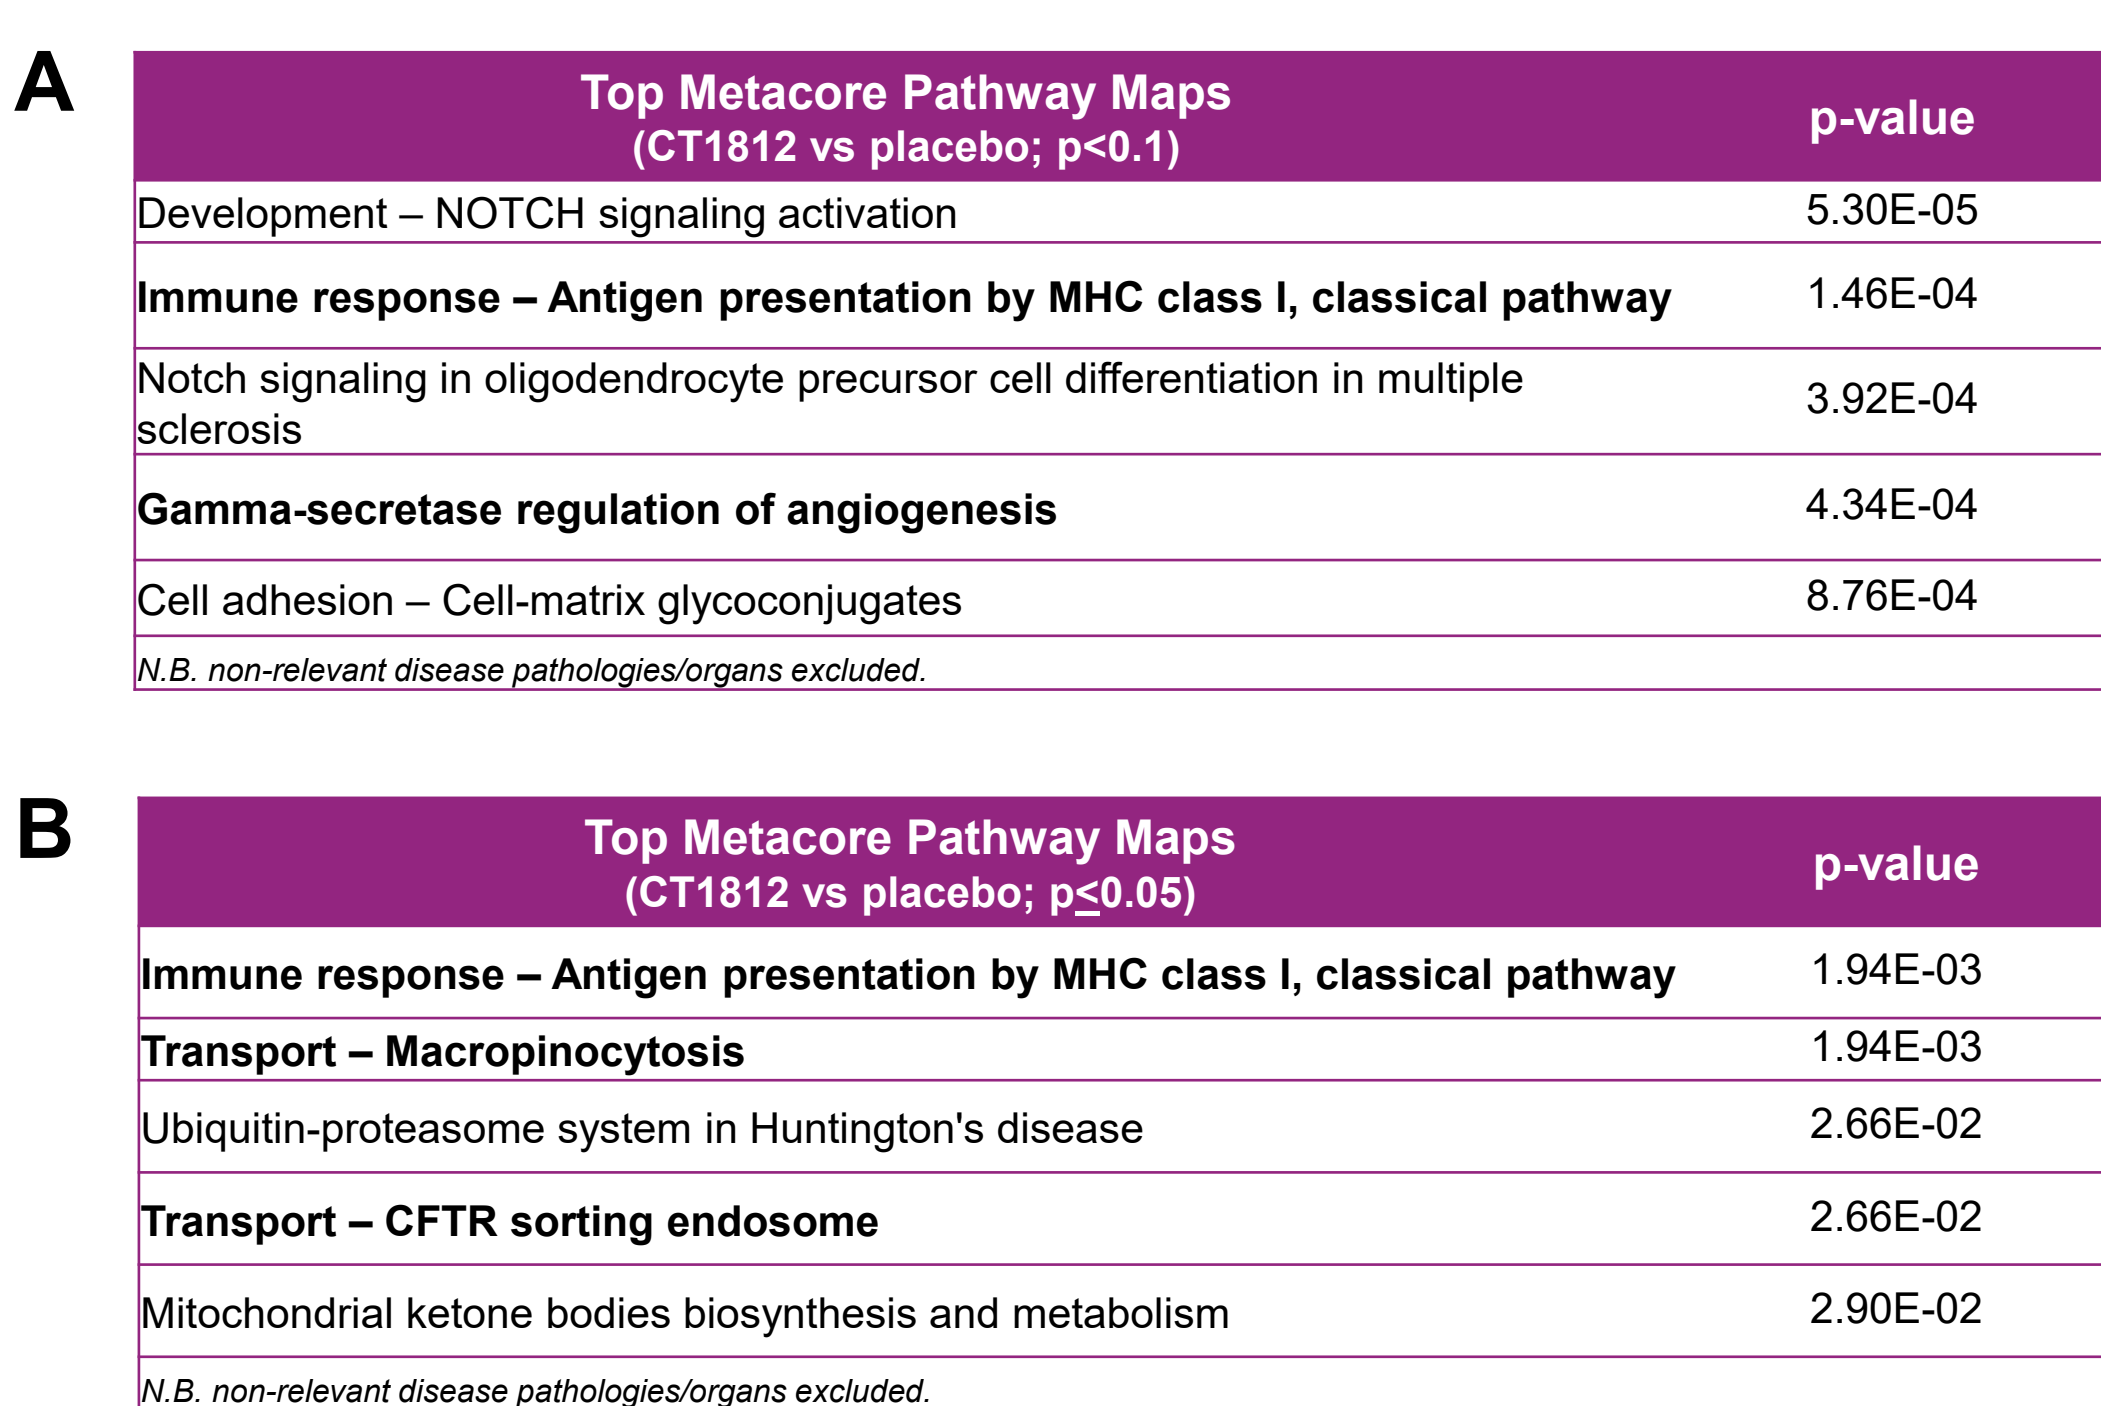 A
Top Metacore Pathway Maps
(CT1812 vs placebo; p<0.1)
p-value
Development – NOTCH signaling activation
5.30E-05
Immune response – Antigen presentation by MHC class I, classical pathway
1.46E-04
Notch signaling in oligodendrocyte precursor cell differentiation in multiple
sclerosis
3.92E-04
Gamma-secretase regulation of angiogenesis
4.34E-04
Cell adhesion – Cell-matrix glycoconjugates
8.76E-04
N.B. non-relevant disease pathologies/organs excluded.
B
Top Metacore Pathway Maps
(CT1812 vs placebo; p≤0.05)
p-value
Immune response – Antigen presentation by MHC class I, classical pathway
1.94E-03
Transport – Macropinocytosis
1.94E-03
Ubiquitin-proteasome system in Huntington's disease
2.66E-02
Transport – CFTR sorting endosome
2.66E-02
Mitochondrial ketone bodies biosynthesis and metabolism
2.90E-02
N.B. non-relevant disease pathologies/organs excluded.